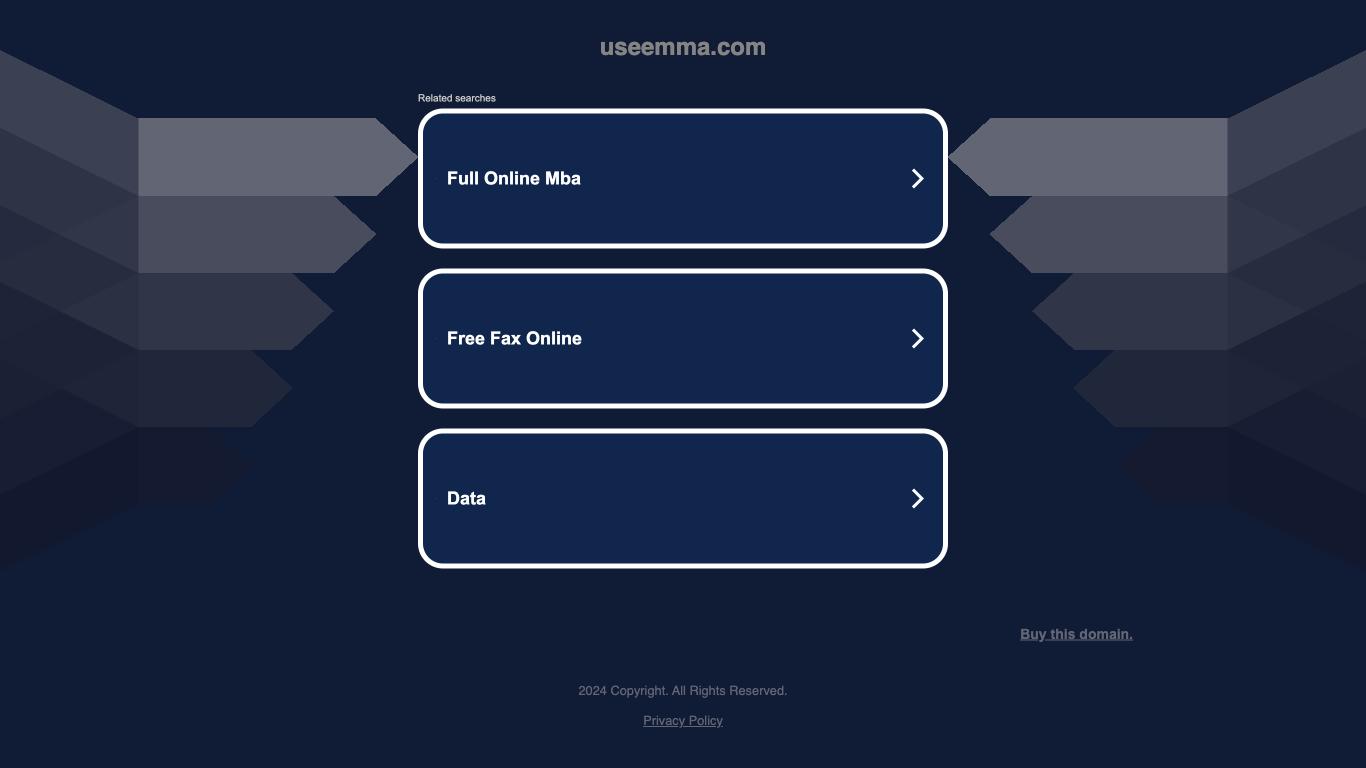 useemma.com
Related searches
Full Online Mba
Free Fax Online
Data
Buy this domain.
2024 Copyright. All Rights Reserved.
Privacy Policy